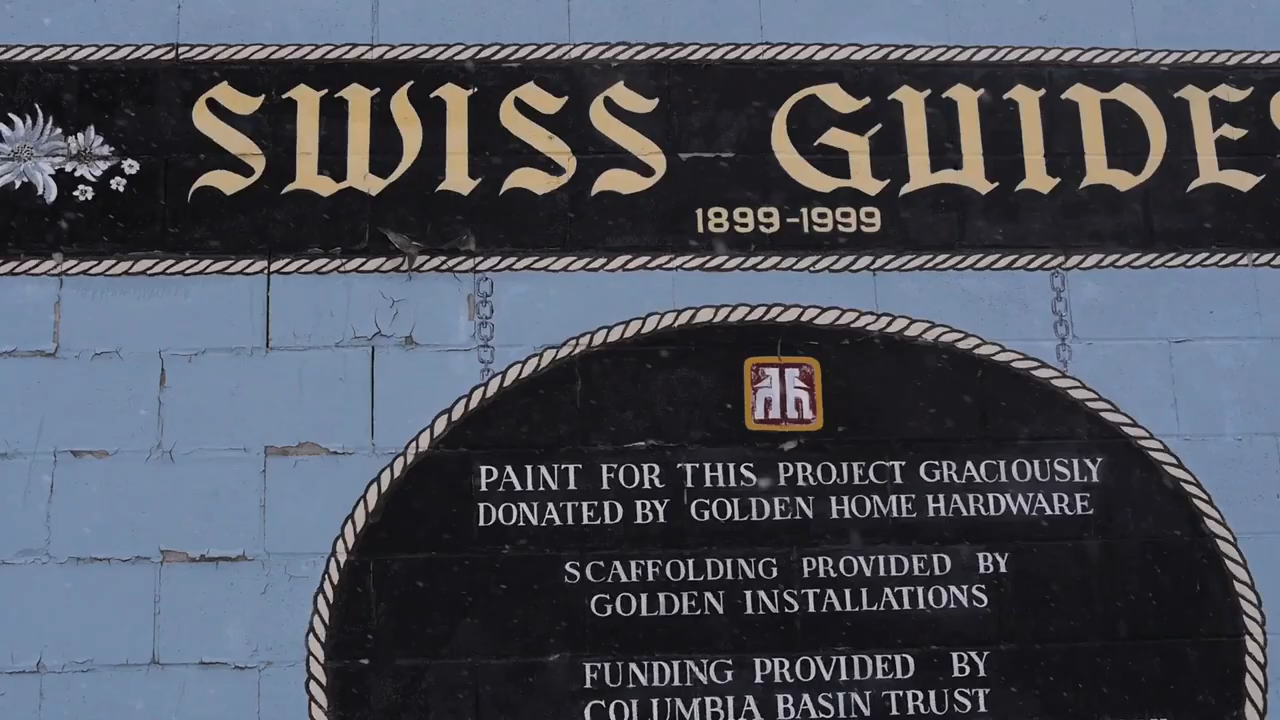 SWISS GUIDES
1899-1999
PAINT FOR THIS PROJECT GRACIOUSLY
DONATED BY GOLDEN HOME HARDWARE
SCAFFOLDING PROVIDED BY
GOLDEN INSTALLATIONS
FUNDING PROVIDED BY
COLUMBIA BASIN TRUST